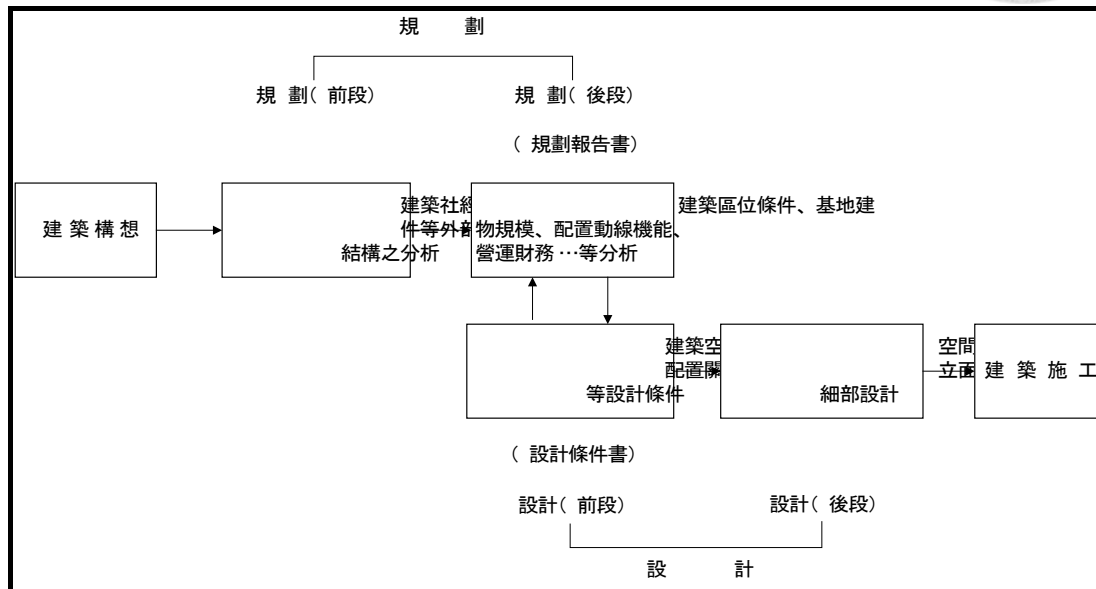 規 劃
規 劃( 前段) 規 劃( 後段)
( 規劃報告書)
建 築 構 想
建築社經
件等外部
結構之分析
建築區位條件、基地建
物規模、配置動線機能、
營運財務 …等分析
建築空
配置關
等設計條件
空間
立面
細部設計
建 築 施 工
( 設計條件書)
設計( 前段) 設計( 後段)
設 計